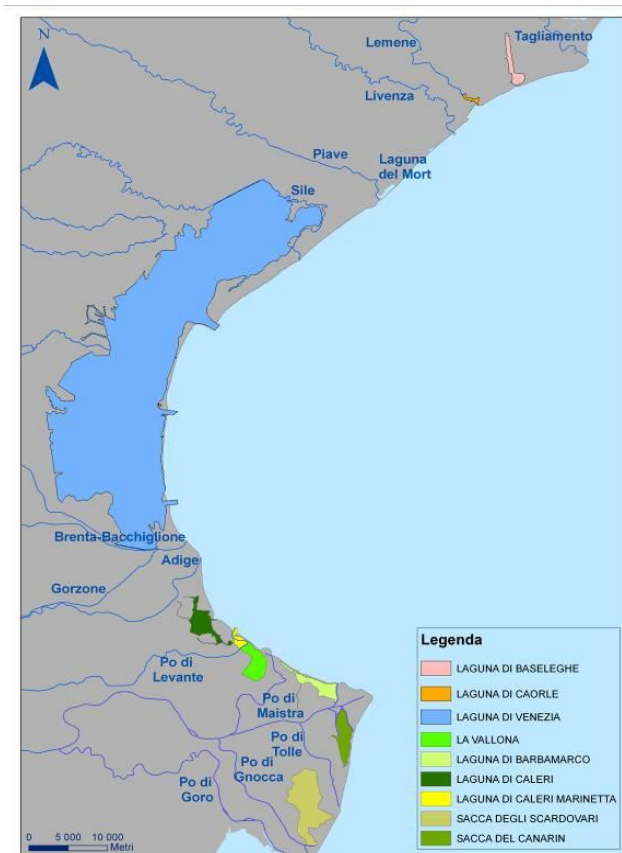 N
Tagliamento
Lemene
Livenza
Piave
Laguna
del Mort
Sile
Brenta-Bacchiglione
Adige
Gorzone
Po di
Levante
Po di
Maistra
Po di
Tolle
Po di
Gnocca
Po di
Goro
0 5 000 10 000
Metri
Legenda
LAGUNA DI BASELEGHE
LAGUNA DI CAORLE
LAGUNA DI VENEZIA
LA VALLONA
LAGUNA DI BARBAMARCO
LAGUNA DI CALERI
LAGUNA DI CALERI MARINETTA
SACCA DEGLI SCARDOVARI
SACCA DEL CANARIN